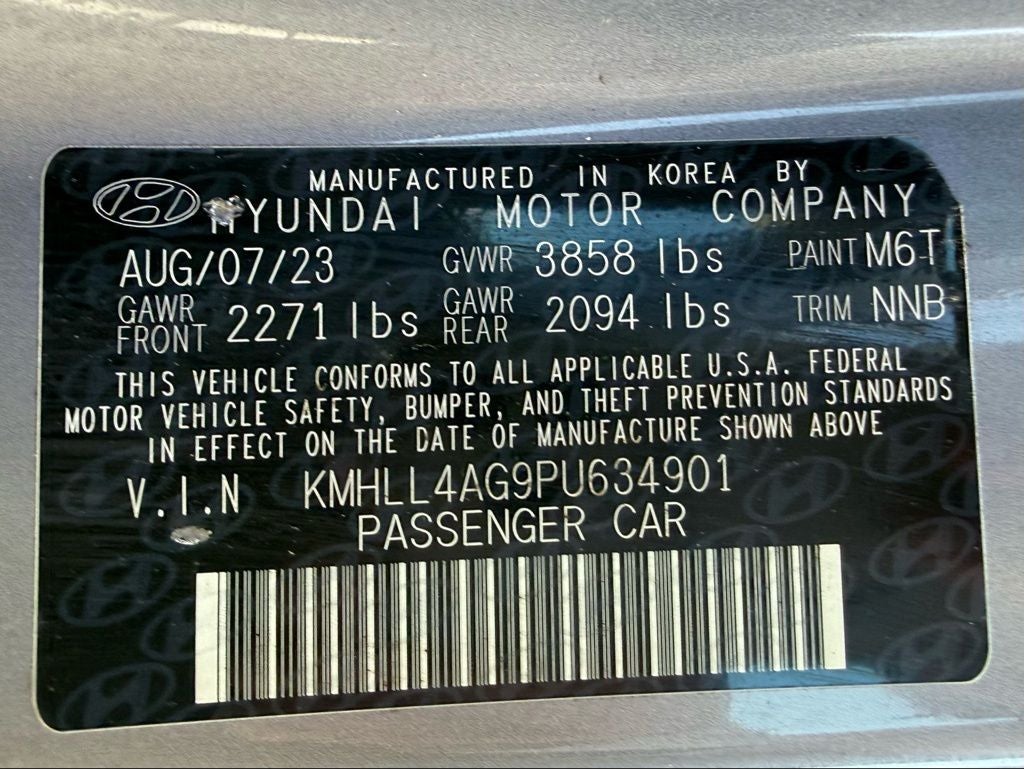 MANUFACTURED IN KOREA BY
HYUNDAI MOTOR COMPANY
AUG/07/23 GVWR 3858 lbs PAINT M6T
GAWR FRONT 2271 lbs GAWR REAR 2094 lbs TRIM NNB
THIS VEHICLE CONFORMS TO ALL APPLICABLE U.S.A. FEDERAL
MOTOR VEHICLE SAFETY, BUMPER, AND THEFT PREVENTION STANDARDS
IN EFFECT ON THE DATE OF MANUFACTURE SHOWN ABOVE
V.I.N KMHLL4AG9PU634901
PASSENGER CAR